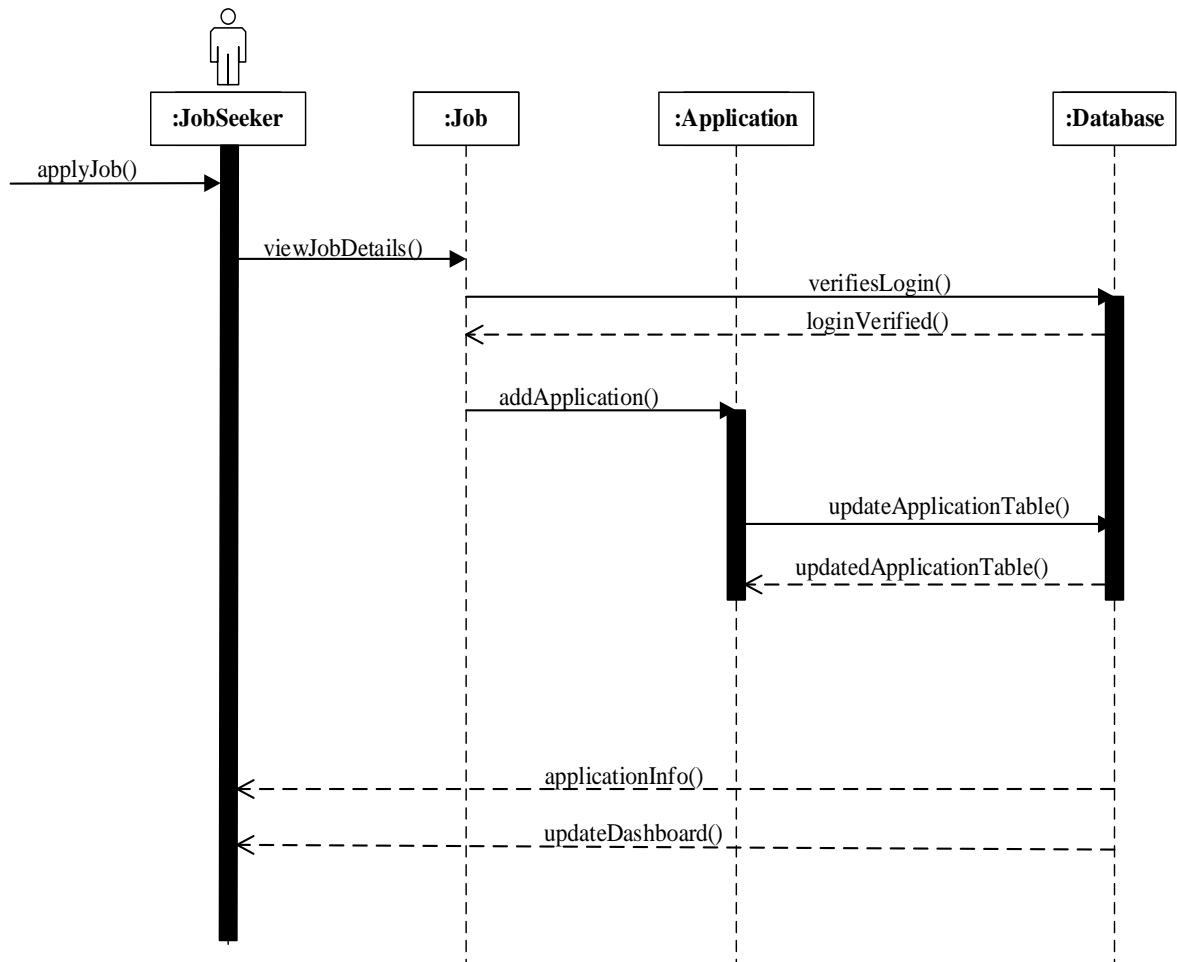 :JobSeeker
:Job
:Application
:Database
applyJob()
viewJobDetails()
verifiesLogin()
loginVerified()
addApplication()
updateApplicationTable()
updatedApplicationTable()
applicationInfo()
updateDashboard()